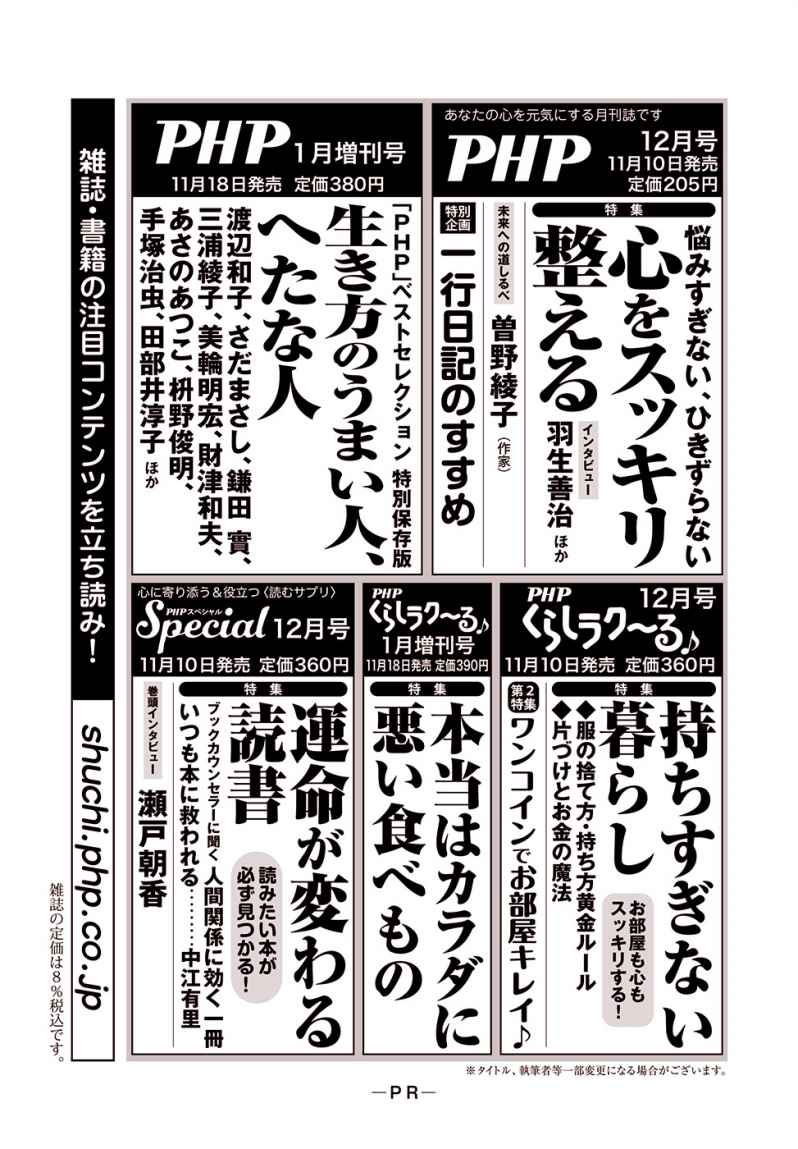 あなたの心を元気にする月刊誌です
PHP
12月号
11月10日発売
定価205円
特集
悩みすぎない、ひきずらない
心をスッキリ
整える
インタビュー
羽生善治 ほか
未来への道しるべ
曽野綾子（作家）
特別企画
一行日記のすすめ
PHP
1月増刊号
11月18日発売 定価380円
「PHP」ベストセレクション 特別保存版
生き方のうまい人、
へたな人
渡辺和子、さだまさし、鎌田 實、
三浦綾子、美輪明宏、財津和夫、
あさのあつこ、枡野俊明、
手塚治虫、田部井淳子 ほか
PHP
くらしラク〜る♪
12月号
11月10日発売 定価360円
特集
持ちすぎない
暮らし
お部屋も心も
スッキリする！
◆服の捨て方・持ち方黄金ルール
◆片づけとお金の魔法
第2特集
ワンコインでお部屋キレイ♪
PHP
くらしラク〜る♪
1月増刊号
11月18日発売 定価390円
特集
本当はカラダに
悪い食べもの
心に寄り添う＆役立つ〈読むサプリ〉
PHPスペシャル
Special 12月号
11月10日発売 定価360円
特集
運命が変わる
読書
読みたい本が
必ず見つかる！
ブックカウンセラーに聞く 人間関係に効く一冊
いつも本に救われる………中江有里
巻頭インタビュー
瀬戸朝香
雑誌・書籍の注目コンテンツを立ち読み！
shuchi.php.co.jp
雑誌の定価は8％税込です。
※タイトル、執筆者等一部変更になる場合がございます。
―PR―